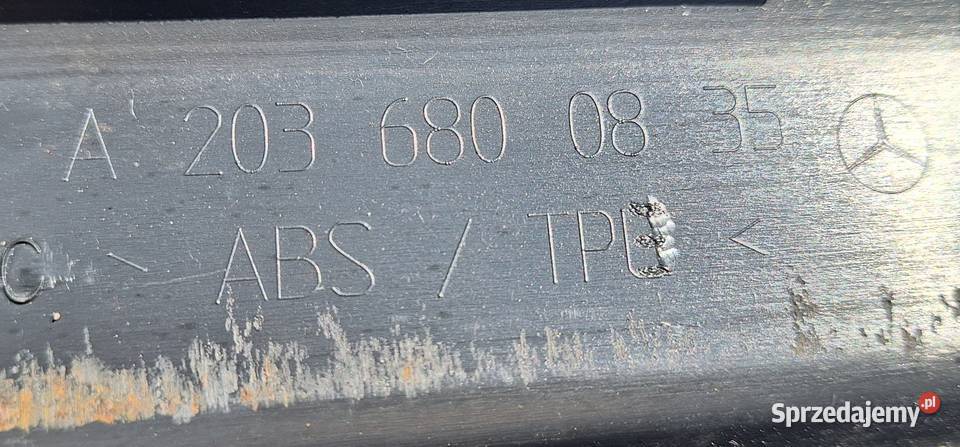 A 203 680 08 35
C > ABS / TPU <
Sprzedajemy.pl